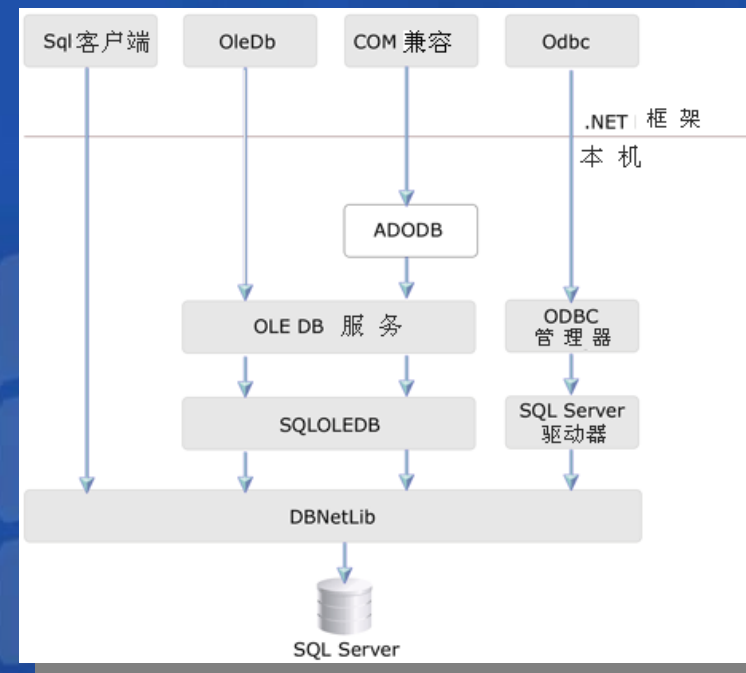 Sql客户端
OleDb
COM 兼容
Odbc
.NET 框架
本机
ADODB
OLE DB 服务
ODBC
管理器
SQLOLEDB
SQL Server
驱动器
DBNetLib
SQL Server